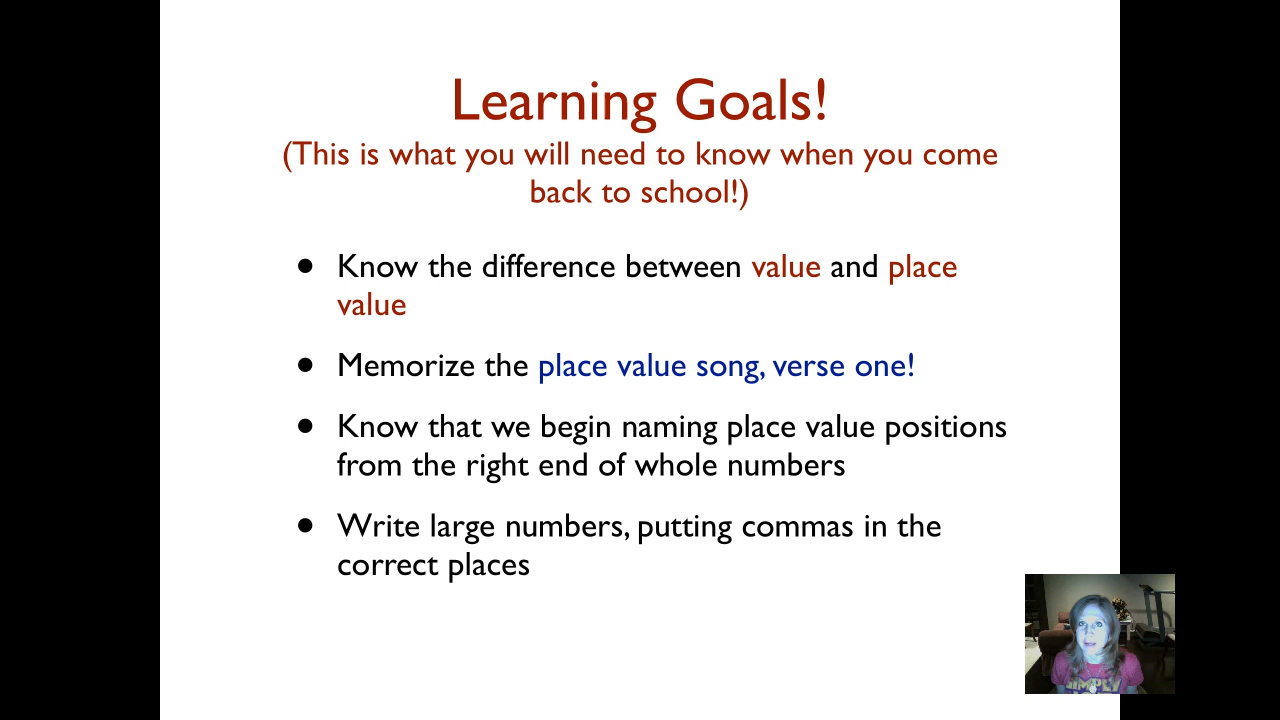 Learning Goals!
(This is what you will need to know when you come
back to school!)
• Know the difference between value and place
value
• Memorize the place value song, verse one!
• Know that we begin naming place value positions
from the right end of whole numbers
• Write large numbers, putting commas in the
correct places